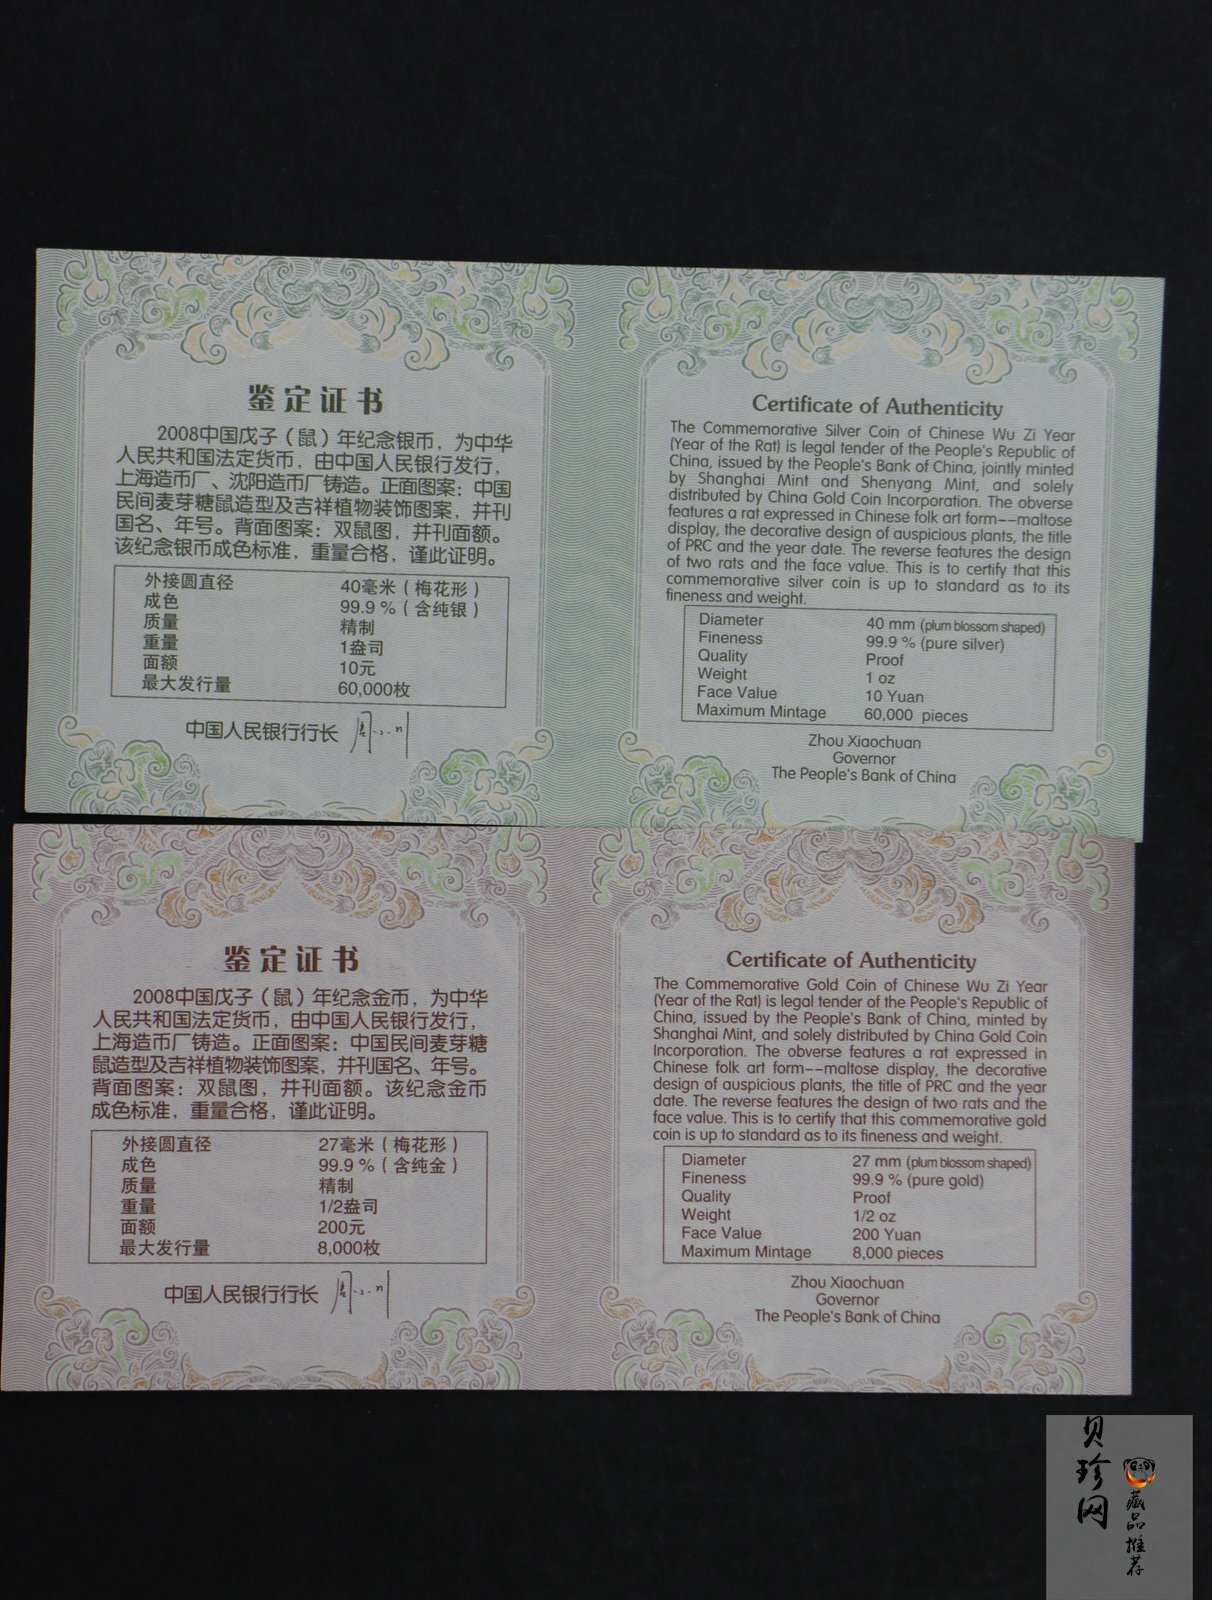 鉴定证书
2008中国戊子（鼠）年纪念银币，为中华
人民共和国法定货币，由中国人民银行发行，
上海造币厂、沈阳造币厂铸造。正面图案：中国
民间麦芽糖鼠造型及吉祥植物装饰图案，并刊
国名、年号。背面图案：双鼠图，并刊面额。
该纪念银币成色标准，重量合格，谨此证明。
外接圆直径 40毫米（梅花形）
成色 99.9％（含纯银）
质量 精制
重量 1盎司
面额 10元
最大发行量 60,000枚
中国人民银行行长 周小川
Certificate of Authenticity
The Commemorative Silver Coin of Chinese Wu Zi Year
(Year of the Rat) is legal tender of the People's Republic of
China, issued by the People's Bank of China, jointly minted
by Shanghai Mint and Shenyang Mint, and solely
distributed by China Gold Coin Incorporation. The obverse
features a rat expressed in Chinese folk art form--maltose
display, the decorative design of auspicious plants, the title
of PRC and the year date. The reverse features the design
of two rats and the face value. This is to certify that this
commemorative silver coin is up to standard as to its
fineness and weight.
Diameter 40 mm (plum blossom shaped)
Fineness 99.9 % (pure silver)
Quality Proof
Weight 1 oz
Face Value 10 Yuan
Maximum Mintage 60,000 pieces
Zhou Xiaochuan
Governor
The People's Bank of China
鉴定证书
2008中国戊子（鼠）年纪念金币，为中华
人民共和国法定货币，由中国人民银行发行，
上海造币厂铸造。正面图案：中国民间麦芽糖
鼠造型及吉祥植物装饰图案，并刊国名、年号。
背面图案：双鼠图，并刊面额。该纪念金币
成色标准，重量合格，谨此证明。
外接圆直径 27毫米（梅花形）
成色 99.9％（含纯金）
质量 精制
重量 1/2盎司
面额 200元
最大发行量 8,000枚
中国人民银行行长 周小川
Certificate of Authenticity
The Commemorative Gold Coin of Chinese Wu Zi Year
(Year of the Rat) is legal tender of the People's Republic of
China, issued by the People's Bank of China, minted by
Shanghai Mint, and solely distributed by China Gold Coin
Incorporation. The obverse features a rat expressed in
Chinese folk art form--maltose display, the decorative
design of auspicious plants, the title of PRC and the year
date. The reverse features the design of two rats and the
face value. This is to certify that this commemorative gold
coin is up to standard as to its fineness and weight.
Diameter 27 mm (plum blossom shaped)
Fineness 99.9 % (pure gold)
Quality Proof
Weight 1/2 oz
Face Value 200 Yuan
Maximum Mintage 8,000 pieces
Zhou Xiaochuan
Governor
The People's Bank of China
贝珍网
藏品推荐